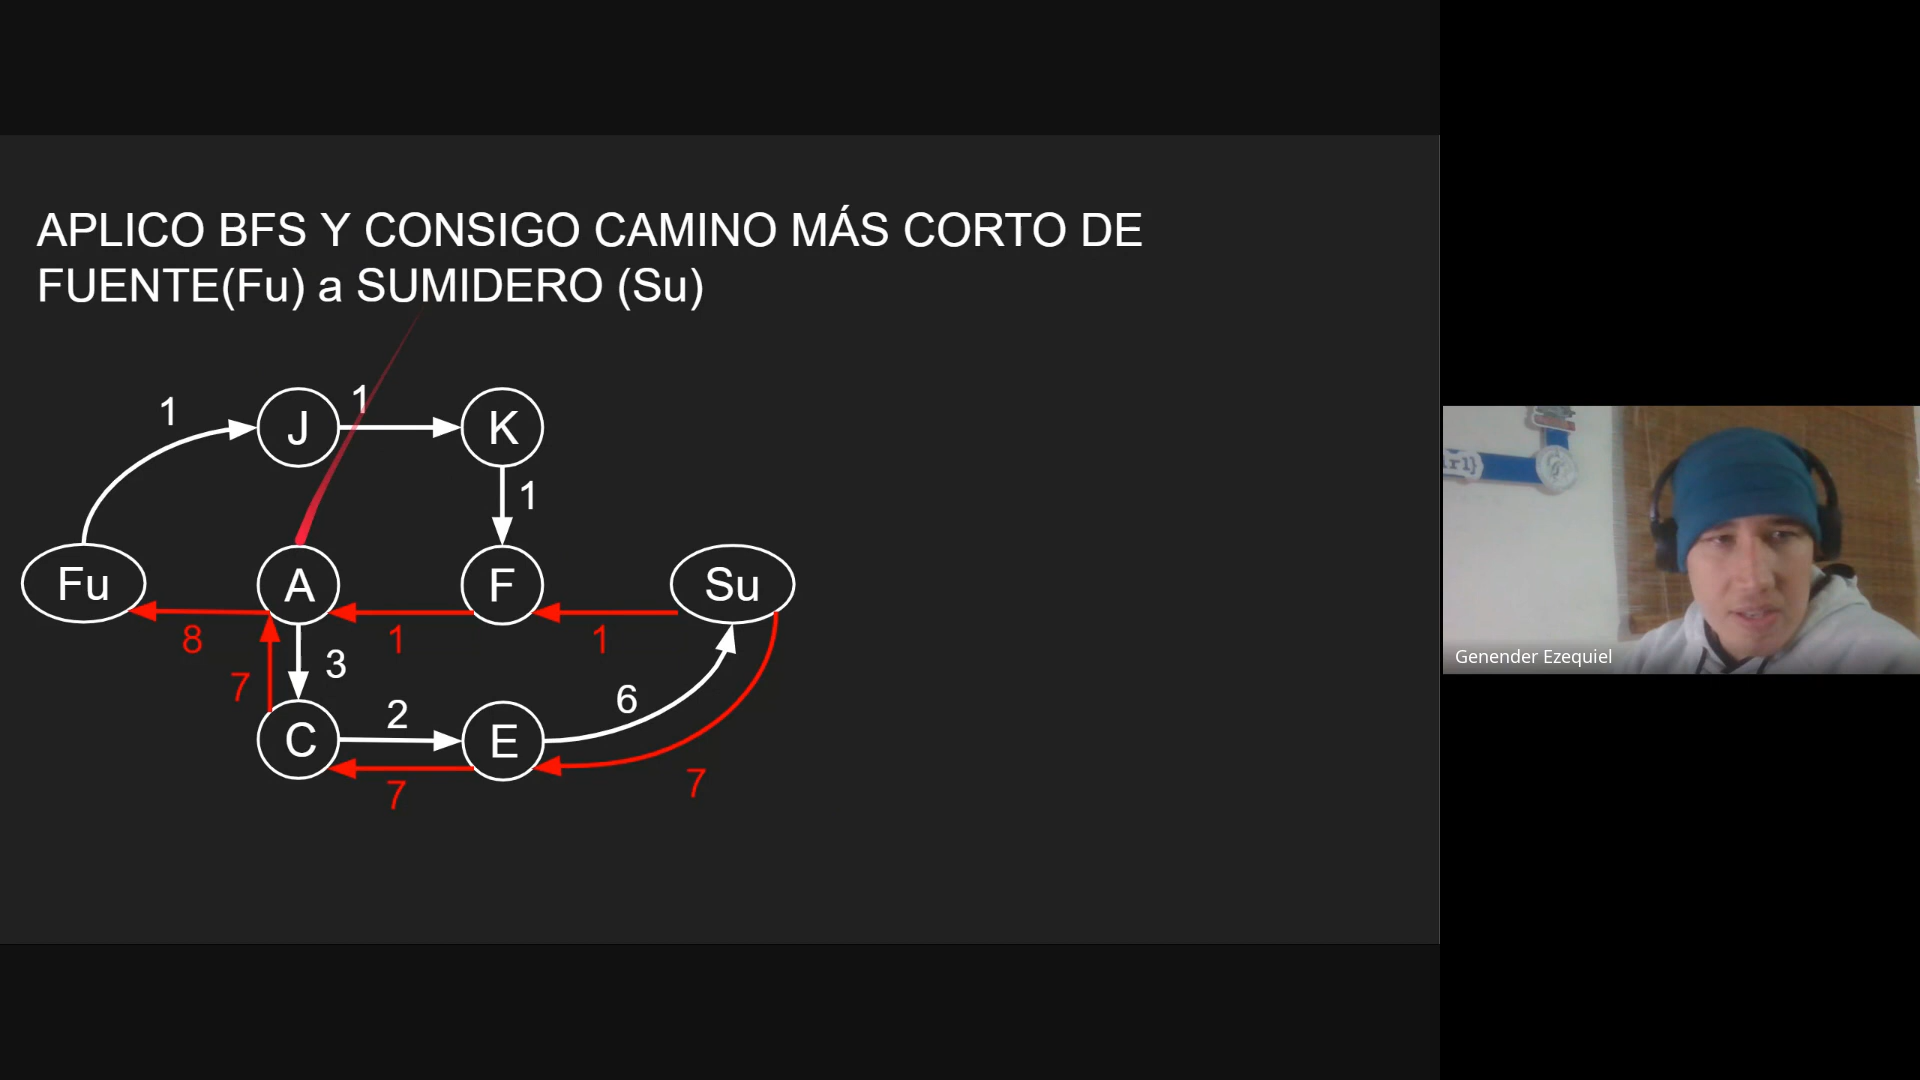 APLICO BFS Y CONSIGO CAMINO MÁS CORTO DE
FUENTE(Fu) a SUMIDERO (Su)
1
J
1
K
1
Fu
A
F
Su
8
1
1
7
3
C
2
E
6
7
7
Genender Ezequiel